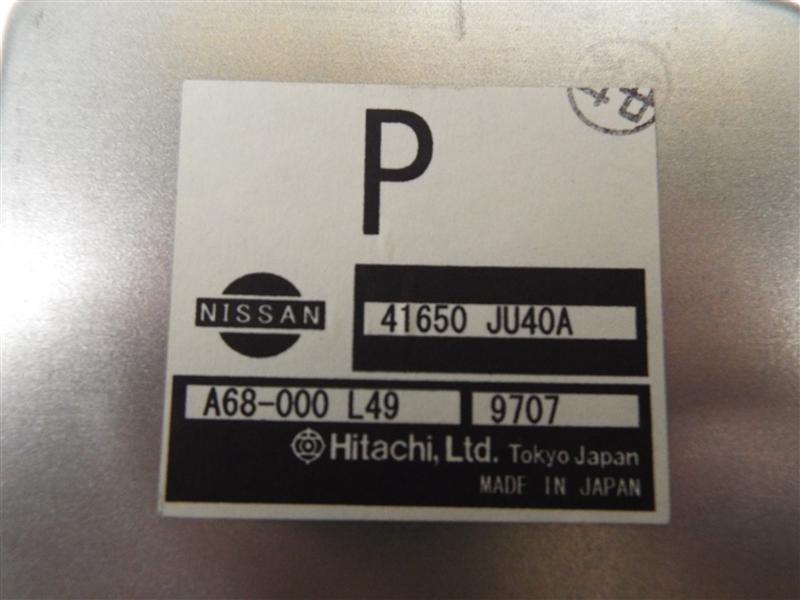 P
NISSAN
41650 JU40A
A68-000 L49 9707
Hitachi, Ltd. Tokyo Japan
MADE IN JAPAN